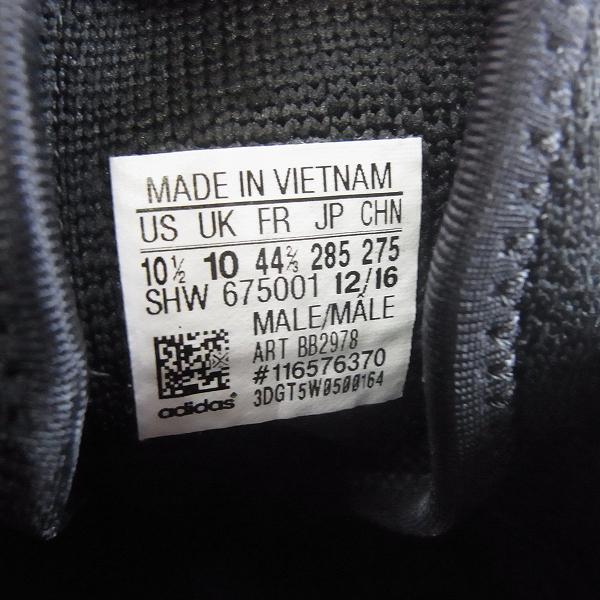 MADE IN VIETNAM
US UK FR JP CHN
10½ 10 44⅔ 285 275
SHW 675001 12/16
MALE/MÂLE
ART BB2978
#116576370
3DGT5W0500164
adidas